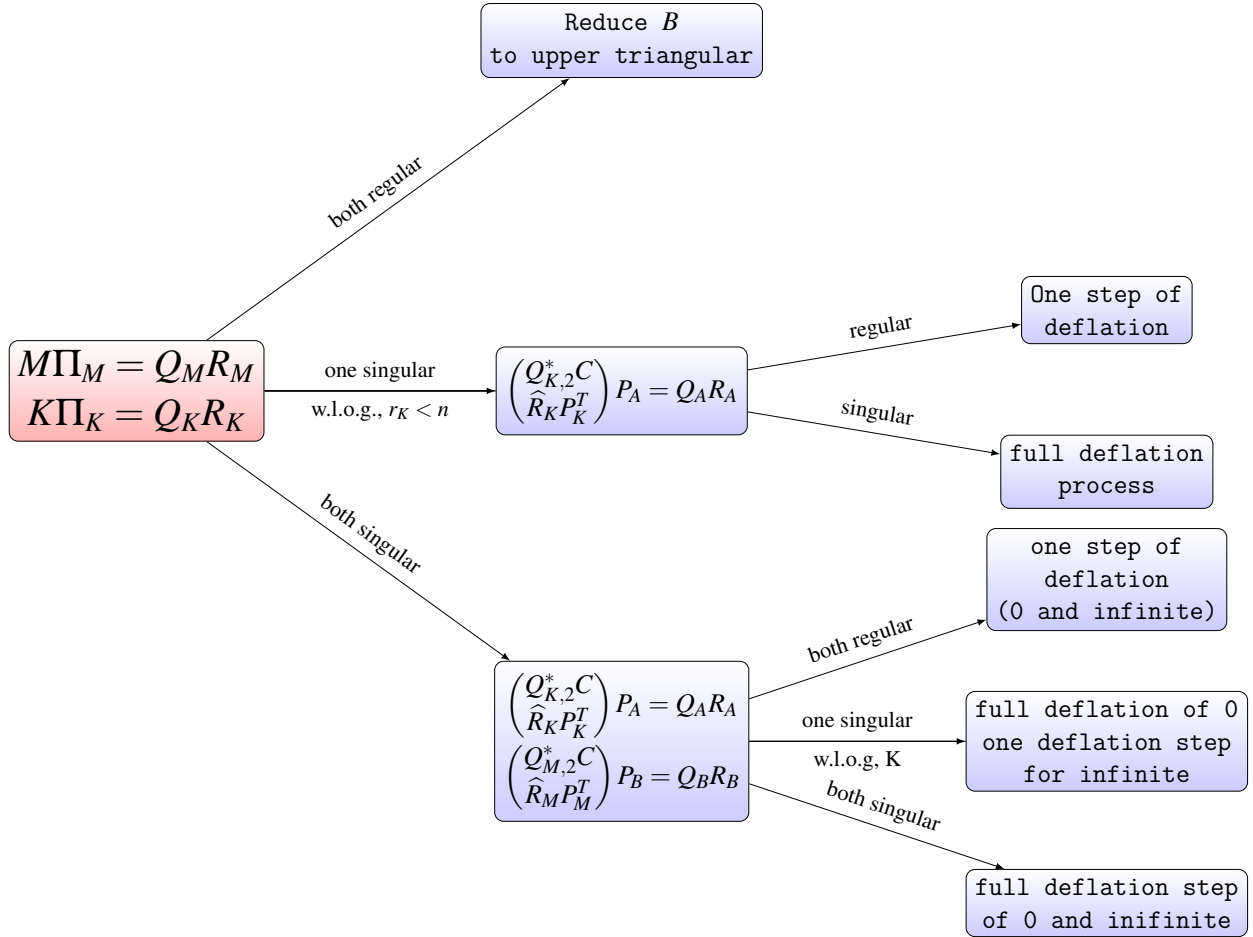 Reduce B
to upper triangular
both regular
MΠ_M = Q_M R_M
KΠ_K = Q_K R_K
one singular
w.l.o.g., r_K < n
(Q^*_{K,2}C
R̂_K P^T_K) P_A = Q_A R_A
regular
One step of
deflation
singular
full deflation
process
both singular
(Q^*_{K,2}C
R̂_K P^T_K) P_A = Q_A R_A
(Q^*_{M,2}C
R̂_M P^T_M) P_B = Q_B R_B
both regular
one step of
deflation
(0 and infinite)
one singular
w.l.o.g, K
full deflation of 0
one deflation step
for infinite
both singular
full deflation step
of 0 and inifinite